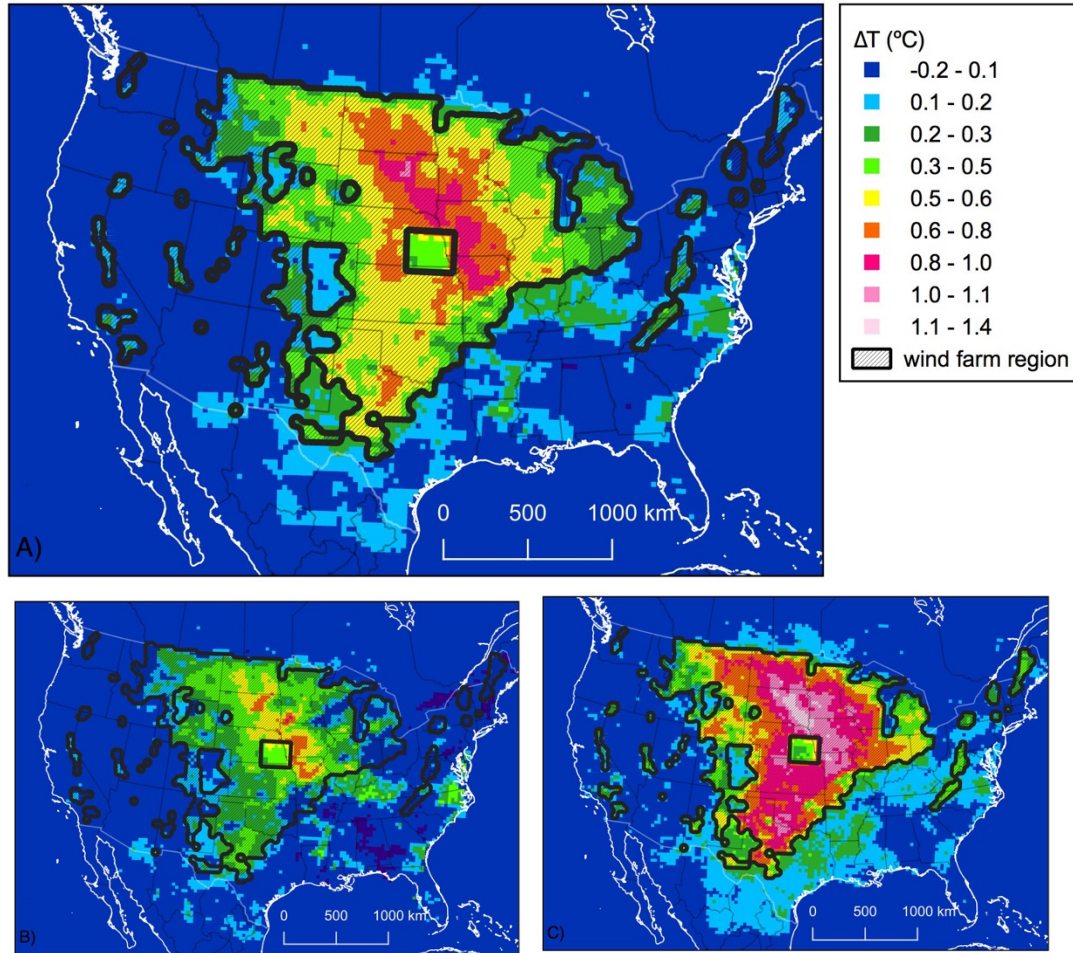 ΔT (°C)
-0.2 - 0.1
0.1 - 0.2
0.2 - 0.3
0.3 - 0.5
0.5 - 0.6
0.6 - 0.8
0.8 - 1.0
1.0 - 1.1
1.1 - 1.4
wind farm region
0 500 1000 km
A)
0 500 1000 km
B)
0 500 1000 km
C)